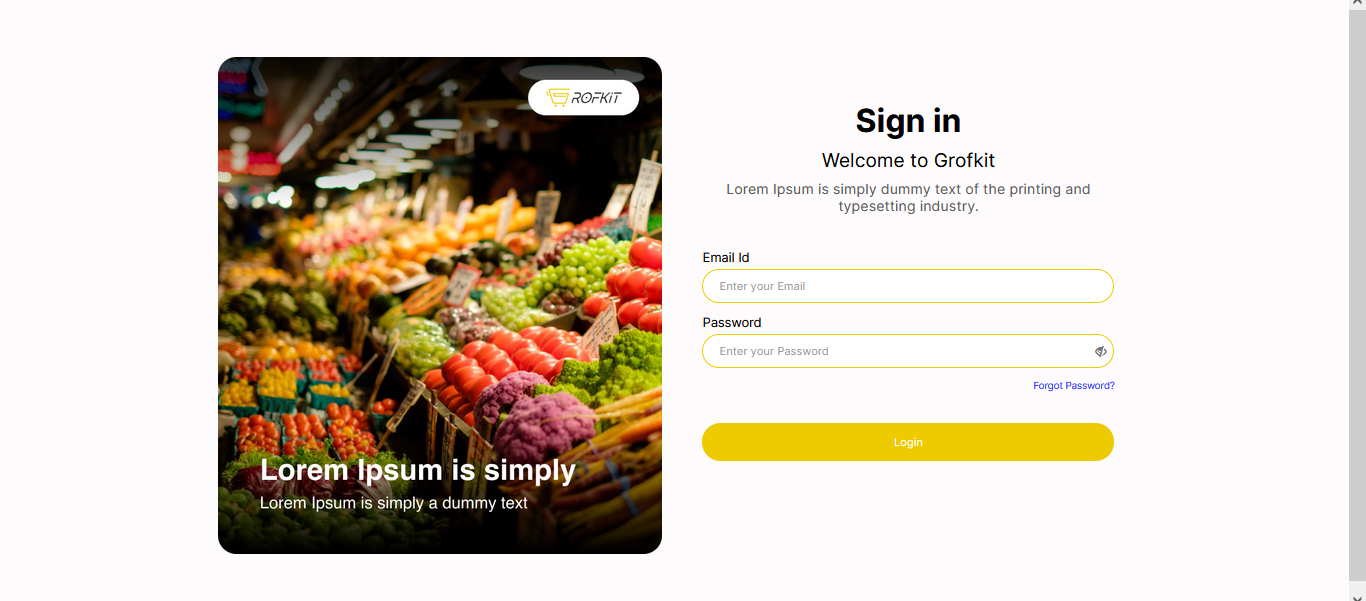 ROFKIT
Lorem Ipsum is simply
Lorem Ipsum is simply a dummy text
Sign in
Welcome to Grofkit
Lorem Ipsum is simply dummy text of the printing and
typesetting industry.
Email Id
Enter your Email
Password
Enter your Password
Forgot Password?
Login